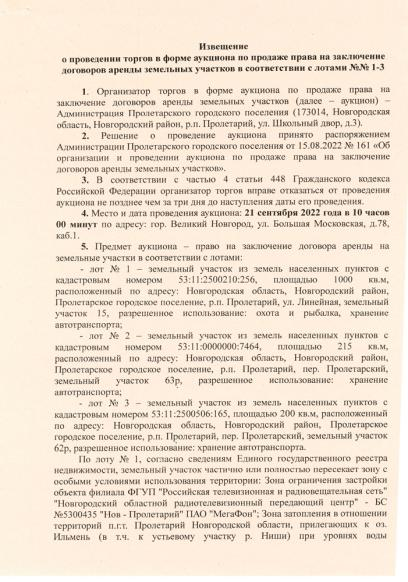 Извещение
о проведении торгов в форме аукциона по продаже права на заключение
договоров аренды земельных участков в соответствии с лотами №№ 1-3
1. Организатор торгов в форме аукциона по продаже права на
заключение договоров аренды земельных участков (далее – аукцион) –
Администрация Пролетарского городского поселения (173014, Новгородская
область, Новгородский район, р.п. Пролетарий, ул. Школьный двор, д.3).
2. Решение о проведение аукциона принято распоряжением
Администрации Пролетарского городского поселения от 15.08.2022 № 161 «Об
организации и проведении аукциона по продаже права на заключение
договоров аренды земельных участков».
3. В соответствии с частью 4 статьи 448 Гражданского кодекса
Российской Федерации организатор торгов вправе отказаться от проведения
аукциона не позднее чем за три дня до наступления даты его проведения.
4. Место и дата проведения аукциона: 21 сентября 2022 года в 10 часов
00 минут по адресу: гор. Великий Новгород, ул. Большая Московская, д.78,
каб.1.
5. Предмет аукциона – право на заключение договора аренды на
земельные участки в соответствии с лотами:
- лот № 1 – земельный участок из земель населенных пунктов с
кадастровым номером 53:11:2500210:256, площадью 1000 кв.м,
расположенный по адресу: Новгородская область, Новгородский район,
Пролетарское городское поселение, р.п. Пролетарий, ул. Линейная, земельный
участок 15, разрешенное использование: охота и рыбалка, хранение
автотранспорта;
- лот № 2 – земельный участок из земель населенных пунктов с
кадастровым номером 53:11:0000000:7464, площадью 215 кв.м,
расположенный по адресу: Новгородская область, Новгородский район,
Пролетарское городское поселение, р.п. Пролетарий, пер. Пролетарский,
земельный участок 63р, разрешенное использование: хранение
автотранспорта;
- лот № 3 – земельный участок из земель населенных пунктов с
кадастровым номером 53:11:2500506:165, площадью 200 кв.м, расположенный
по адресу: Новгородская область, Новгородский район, Пролетарское
городское поселение, р.п. Пролетарий, пер. Пролетарский, земельный участок
62р, разрешенное использование: хранение автотранспорта.
По лоту № 1, согласно сведениям Единого государственного реестра
недвижимости, земельный участок частично или полностью пересекает зону с
особыми условиями использования территории: Зона ограничения застройки
объекта филиала ФГУП "Российская телевизионная и радиовещательная сеть"
"Новгородский областной радиотелевизионный передающий центр" - БС
№5300435 "Нов - Пролетарий" ПАО "МегаФон"; Зона затопления в отношении
территорий п.г.т. Пролетарий Новгородской области, прилегающих к оз.
Ильмень (в т.ч. к устьевому участку р. Ниши) при уровнях воды